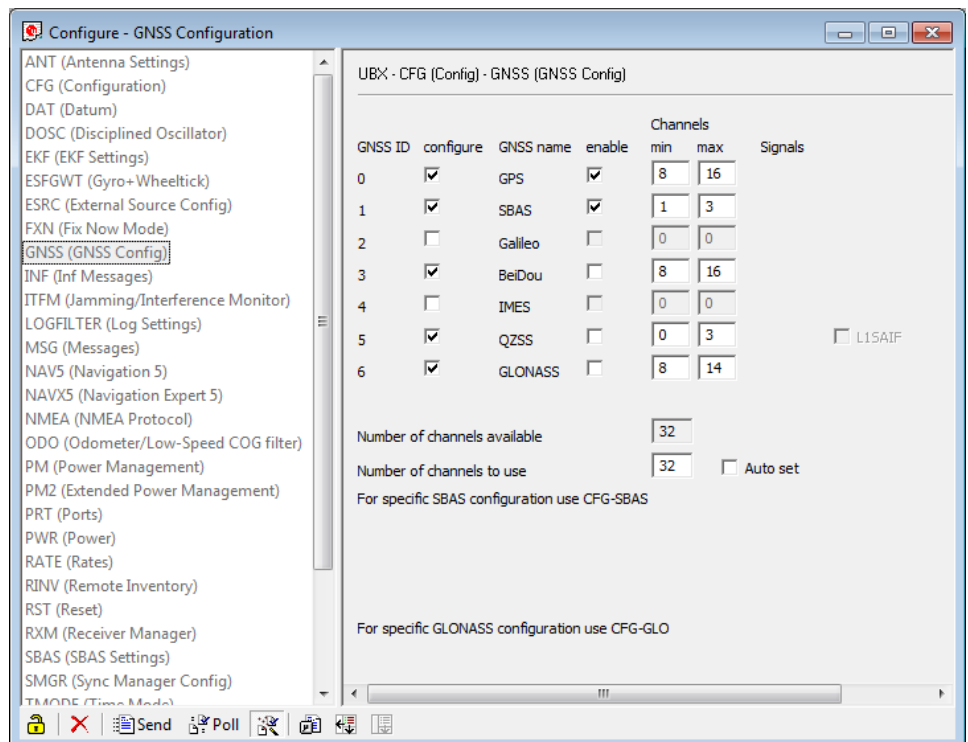 Configure - GNSS Configuration
ANT (Antenna Settings)
CFG (Configuration)
DAT (Datum)
DOSC (Disciplined Oscillator)
EKF (EKF Settings)
ESFGWT (Gyro+Wheeltick)
ESRC (External Source Config)
FXN (Fix Now Mode)
GNSS (GNSS Config)
INF (Inf Messages)
ITFM (Jamming/Interference Monitor)
LOGFILTER (Log Settings)
MSG (Messages)
NAV5 (Navigation 5)
NAVX5 (Navigation Expert 5)
NMEA (NMEA Protocol)
ODO (Odometer/Low-Speed COG filter)
PM (Power Management)
PM2 (Extended Power Management)
PRT (Ports)
PWR (Power)
RATE (Rates)
RINV (Remote Inventory)
RST (Reset)
RXM (Receiver Manager)
SBAS (SBAS Settings)
SMGR (Sync Manager Config)
TMODE (Time Mode)
UBX - CFG (Config) - GNSS (GNSS Config)
Channels
GNSS ID configure GNSS name enable min max Signals
0 GPS 8 16
1 SBAS 1 3
2 Galileo 0 0
3 BeiDou 8 16
4 IMES 0 0
5 QZSS 0 3 L1SAIF
6 GLONASS 8 14
Number of channels available 32
Number of channels to use 32 Auto set
For specific SBAS configuration use CFG-SBAS
For specific GLONASS configuration use CFG-GLO
Send Poll